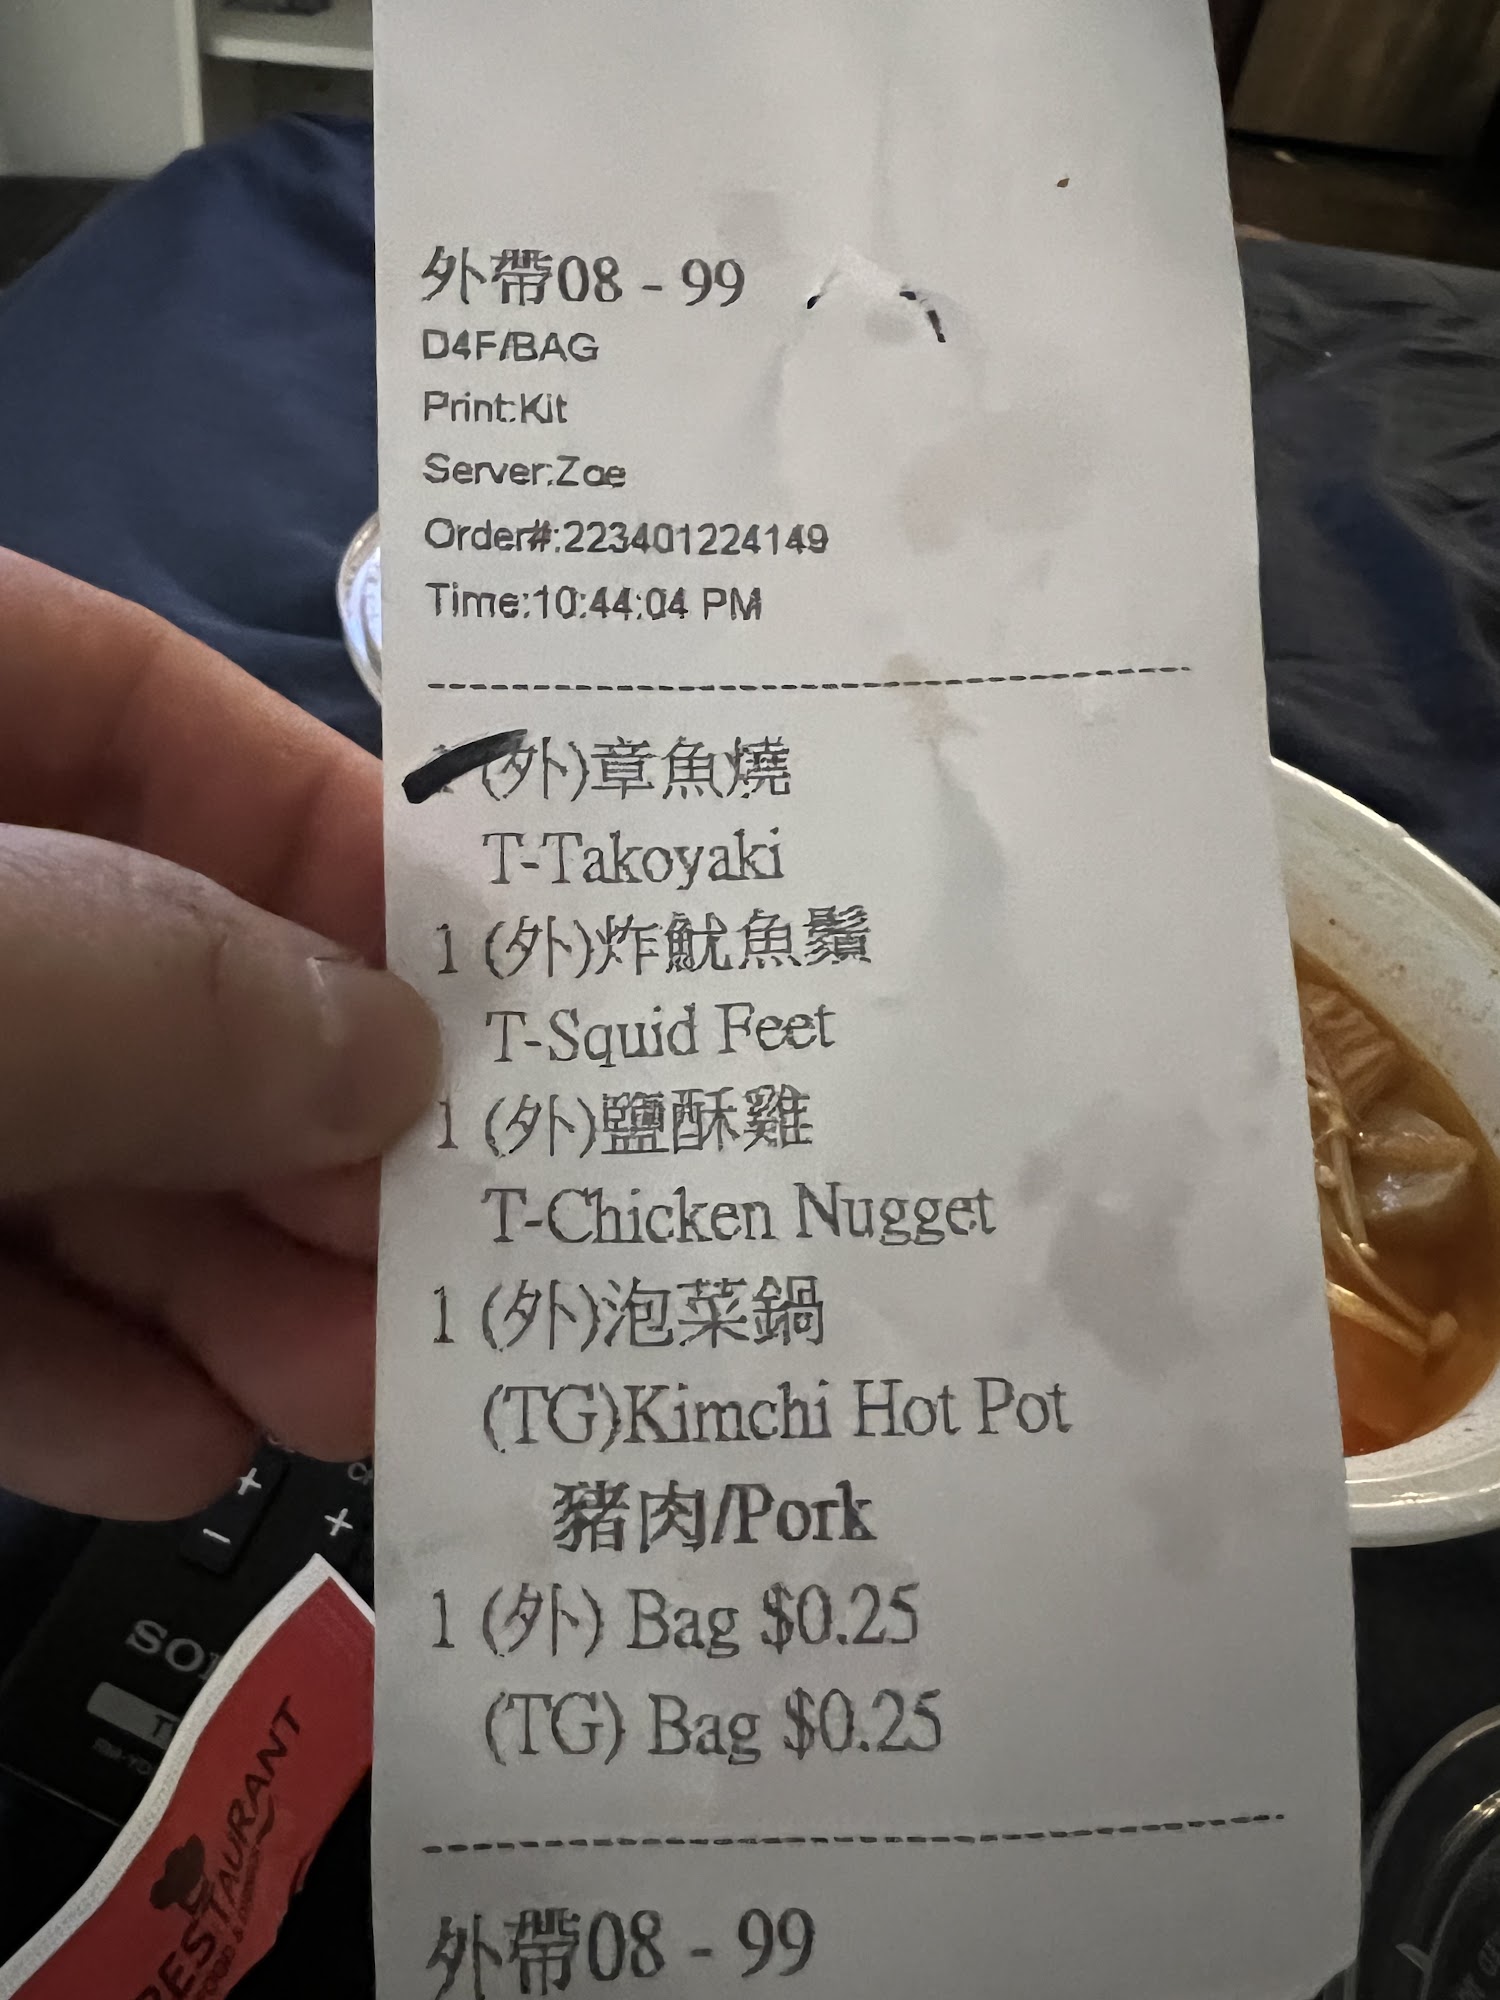 外帶08 - 99
D4F/BAG
Print:Kit
Server:Zoe
Order#:223401224149
Time:10:44:04 PM
(外)章魚燒
T-Takoyaki
1 (外)炸魷魚鬚
T-Squid Feet
1 (外)鹽酥雞
T-Chicken Nugget
1 (外)泡菜鍋
(TG)Kimchi Hot Pot
豬肉/Pork
1 (外) Bag $0.25
(TG) Bag $0.25
外帶08 - 99
RESTAURANT